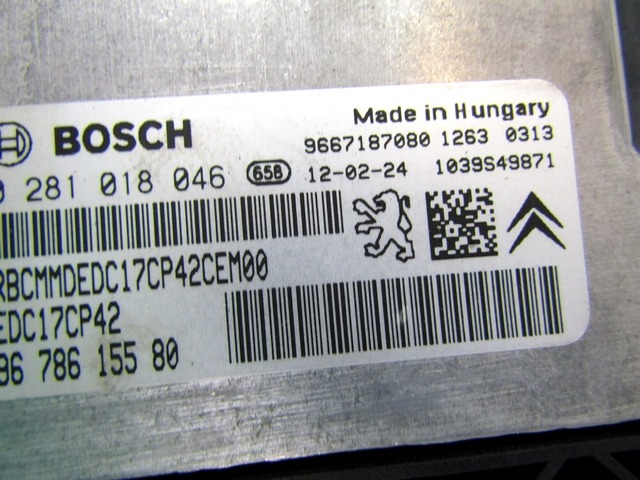 Made in Hungary
BOSCH 9667187080 1263 0313
0 281 018 046 658 12-02-24 1039S49871
RBCMMDEDC17CP42CEM00
EDC17CP42
96 786 155 80